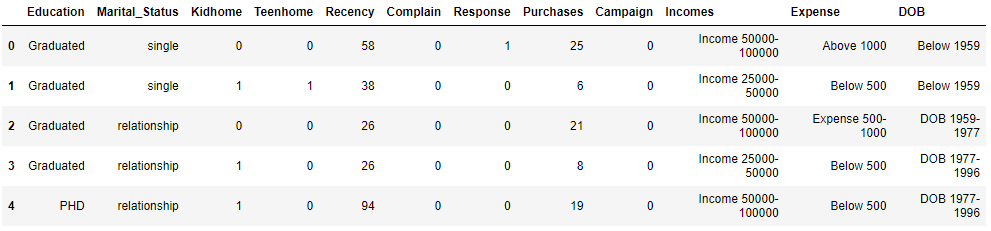 Education Marital_Status Kidhome Teenhome Recency Complain Response Purchases Campaign Incomes Expense DOB
0 Graduated single 0 0 58 0 1 25 0 Income 50000-100000 Above 1000 Below 1959
1 Graduated single 1 1 38 0 0 6 0 Income 25000-50000 Below 500 Below 1959
2 Graduated relationship 0 0 26 0 0 21 0 Income 50000-100000 Expense 500-1000 DOB 1959-1977
3 Graduated relationship 1 0 26 0 0 8 0 Income 25000-50000 Below 500 DOB 1977-1996
4 PHD relationship 1 0 94 0 0 19 0 Income 50000-100000 Below 500 DOB 1977-1996